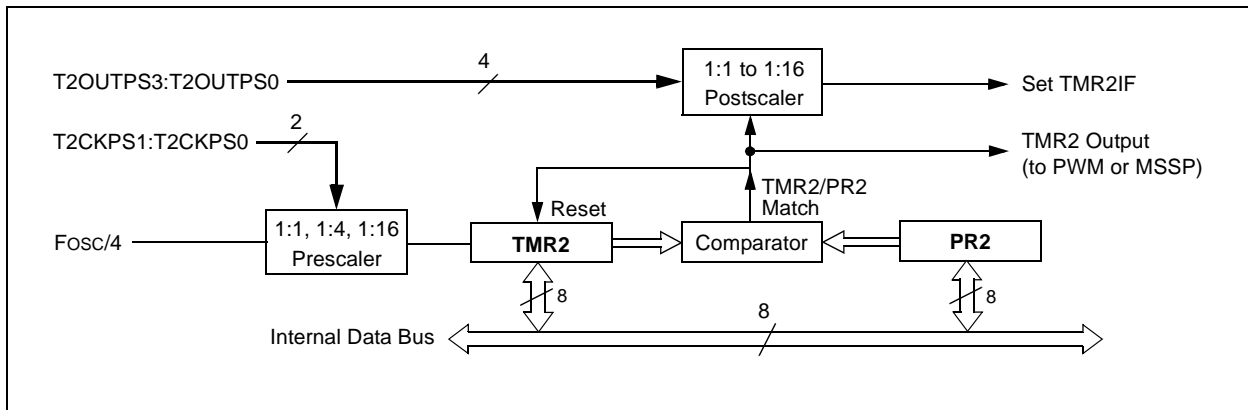 T2OUTPS3:T2OUTPS0
4
1:1 to 1:16
Postscaler
Set TMR2IF
T2CKPS1:T2CKPS0
2
TMR2 Output
(to PWM or MSSP)
TMR2/PR2
Match
Reset
FOSC/4
1:1, 1:4, 1:16
Prescaler
TMR2
Comparator
PR2
8
8
8
Internal Data Bus